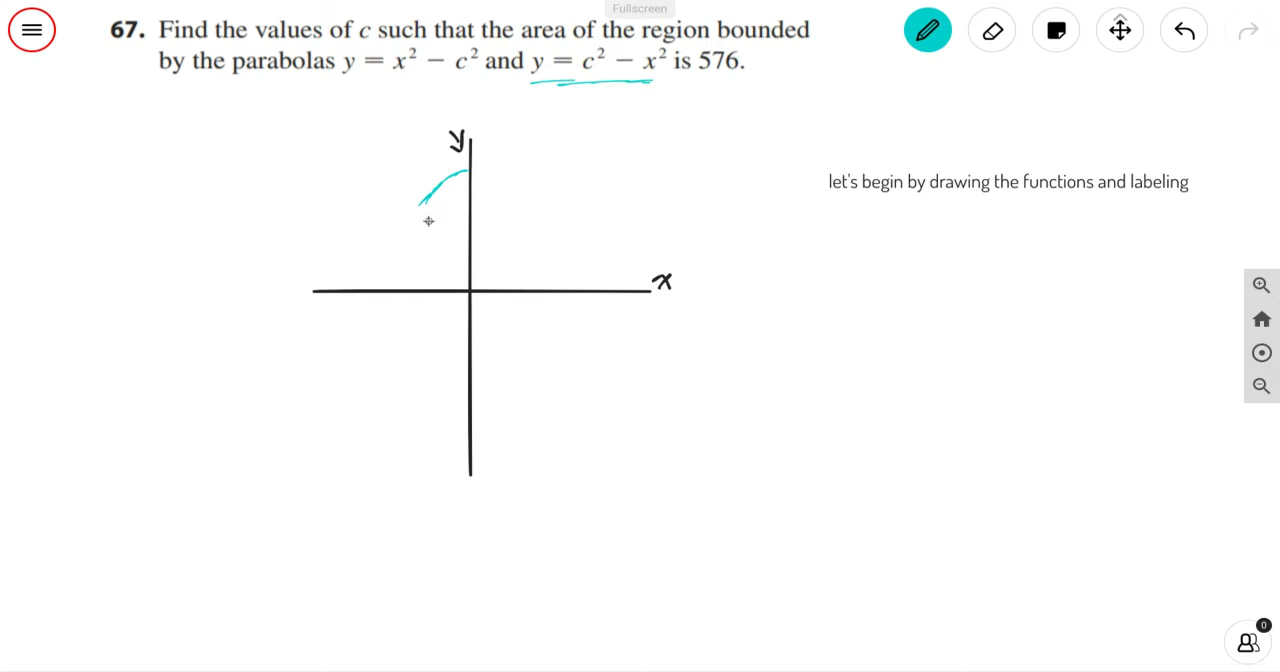 Fullscreen
67. Find the values of c such that the area of the region bounded
by the parabolas y = x² − c² and y = c² − x² is 576.
y
let's begin by drawing the functions and labeling
x
0